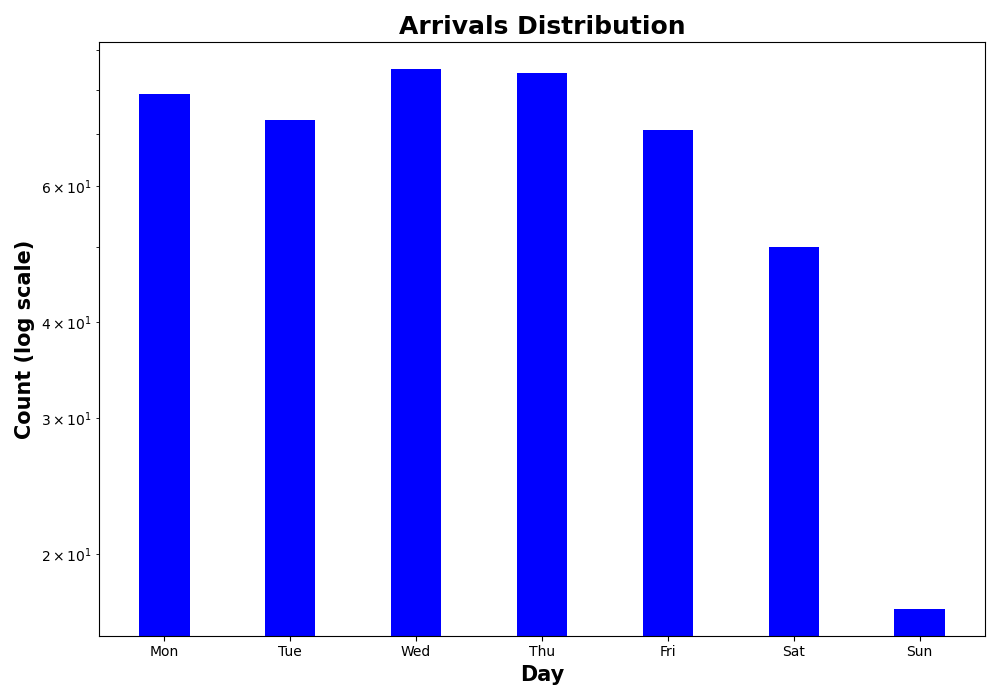 Arrivals Distribution
Count (log scale)
6 × 10¹
4 × 10¹
3 × 10¹
2 × 10¹
Mon Tue Wed Thu Fri Sat Sun
Day